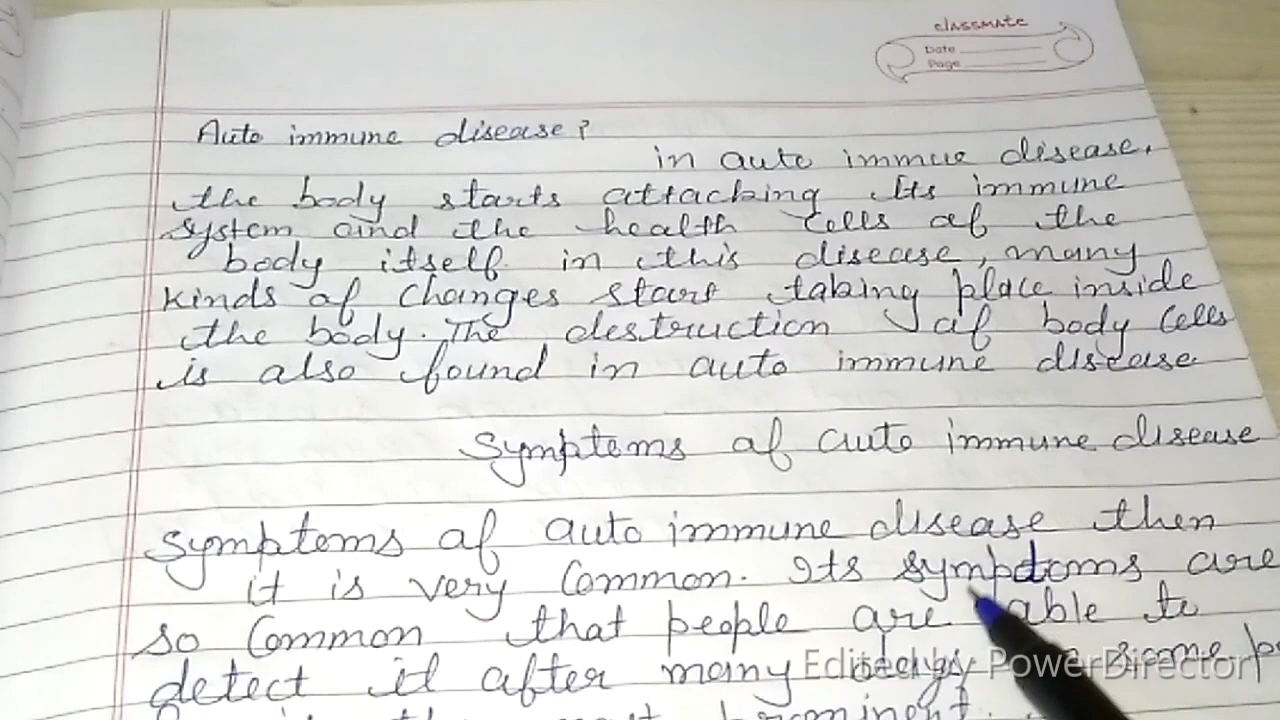 classmate
Date
Page
Auto immune disease?
in auto immue disease,
the body starts attacking its immune
system and the health cells of the
body itself. in this disease, many
kinds of changes start taking place inside
the body. The destruction of body cells
is also found in auto immune disease
Symptoms of auto immune disease
Symptoms of auto immune disease then
it is very common. Its symptoms are
so common that people are able to
detect it after many some
prominent.
Edited by PowerDirector